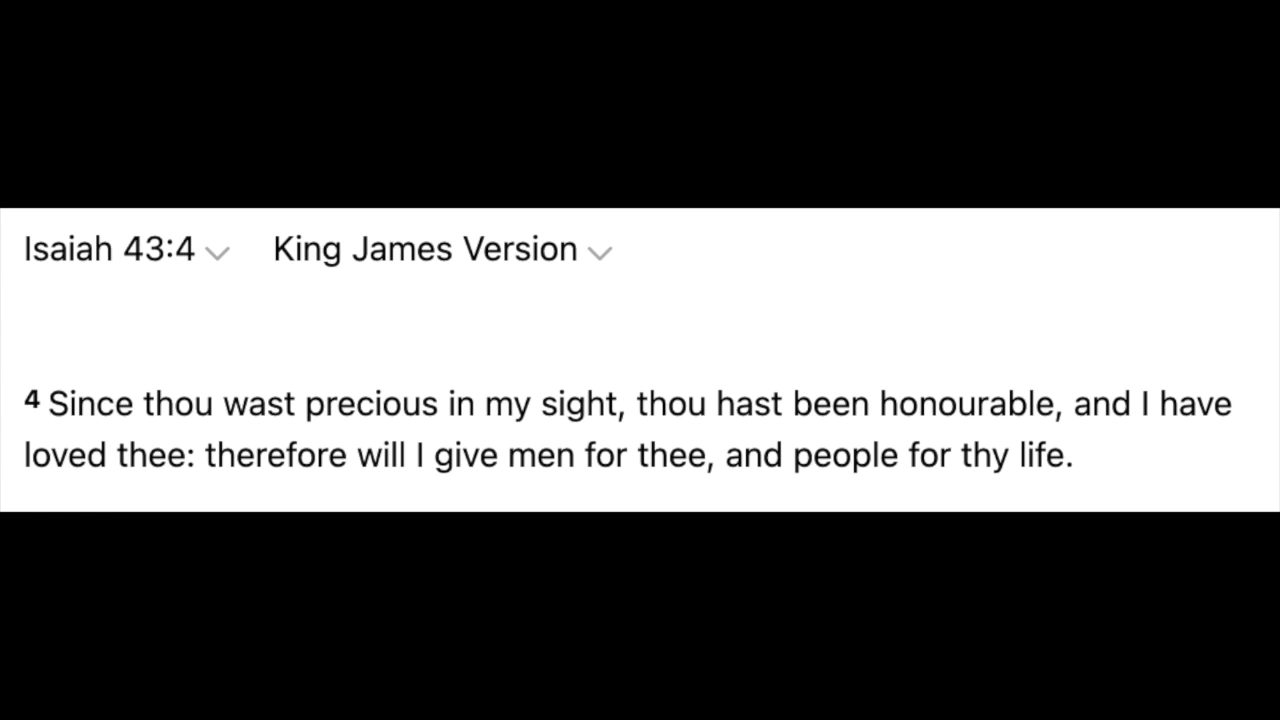 Isaiah 43:4 King James Version
4 Since thou wast precious in my sight, thou hast been honourable, and I have
loved thee: therefore will I give men for thee, and people for thy life.